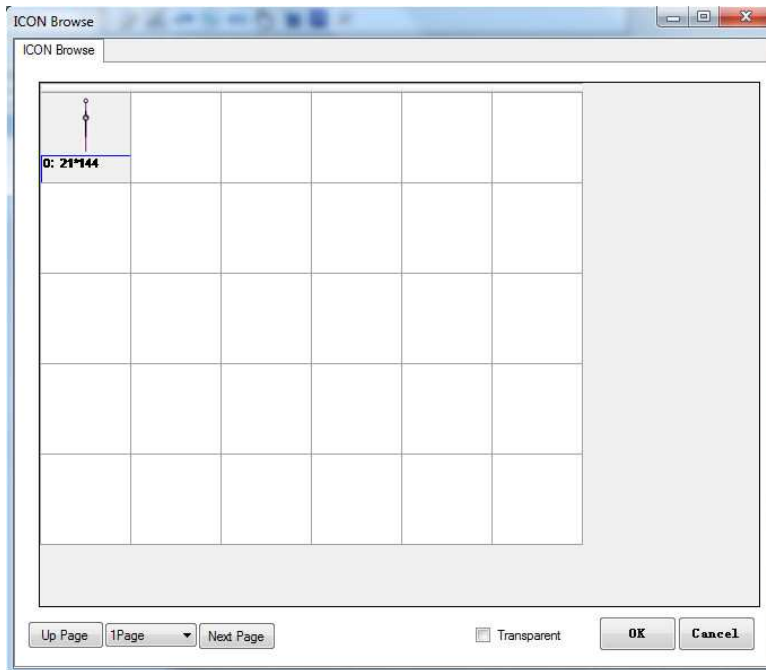 ICON Browse
ICON Browse
0: 21*144
Up Page 1Page Next Page Transparent OK Cancel